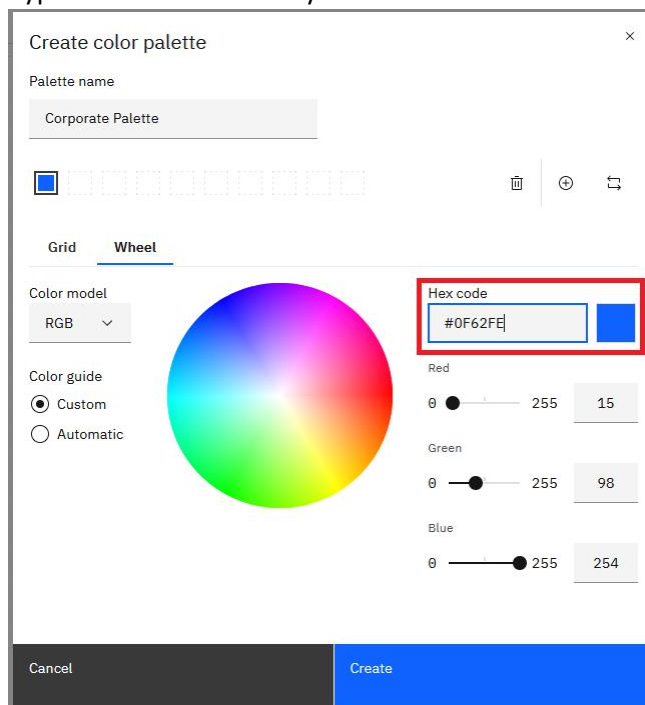 Create color palette
Palette name
Corporate Palette
Grid Wheel
Color model
RGB
Color guide
Custom
Automatic
Hex code
#0F62FE
Red
0 255 15
Green
0 255 98
Blue
0 255 254
Cancel Create